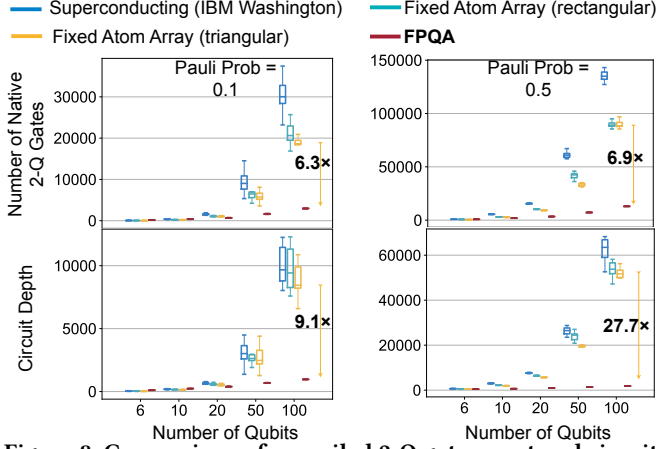 Superconducting (IBM Washington)
Fixed Atom Array (rectangular)
Fixed Atom Array (triangular)
FPQA
Number of Native
2-Q Gates
Pauli Prob =
0.1
30000
20000
10000
0
6.3×
Pauli Prob =
0.5
150000
100000
50000
0
6.9×
Circuit Depth
10000
5000
0
9.1×
6
10
20
50
100
Number of Qubits
60000
40000
20000
0
27.7×
6
10
20
50
100
Number of Qubits